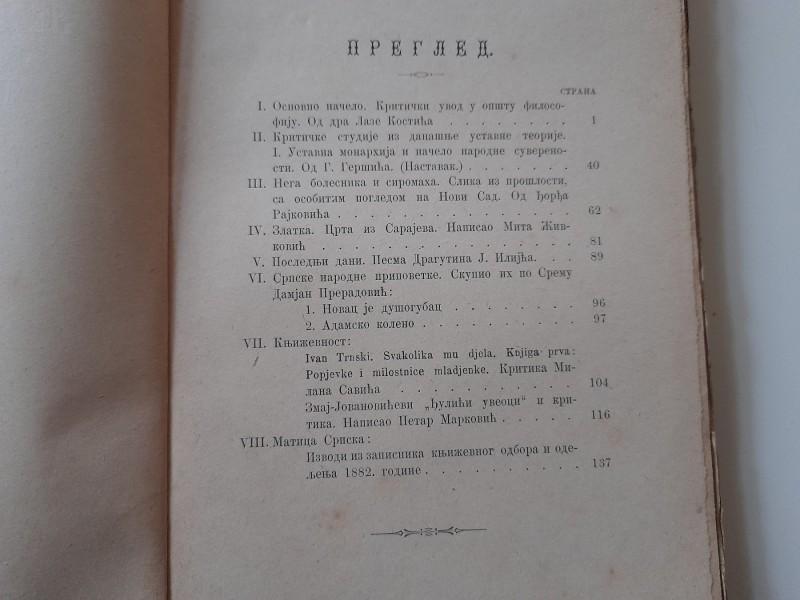 ПРЕГЛЕД.
СТРАНА
I. Основно начело. Критички увод у општу филосо-
фију. Од дра Лазе Костића . . . . . . . . 1
II. Критичке студије из данашње уставне теорије.
I. Уставна монархија и начело народне суверено-
сти. Од Г. Гершића. (Наставак.) . . . . . . . 40
III. Нега болесника и сиромаха. Слика из прошлости,
са особитим погледом на Нови Сад. Од Ђорђа
Рајковића . . . . . . . . . . . . . . . 62
IV. Златка. Црта из Сарајева. Написао Мита Жив-
ковић . . . . . . . . . . . . . . . . 81
V. Последњи дани. Песма Драгутина Ј. Илијћа. . . 89
VI. Српске народне приповетке. Скупио их по Срему
Дамјан Прерадовић:
1. Новац је душогубац . . . . . . . . 96
2. Адамско колено . . . . . . . . . . 97
VII. Књижевност:
Ivan Trnski. Svakolika mu djela. Knjiga prva:
Popjevke i milostnice mladjenke. Критика Ми-
лана Савића . . . . . . . . . . . 104
Змај-Јовановићеви „Ђулићи увеоци“ и кри-
тика. Написао Петар Марковић . . . . . 116
VIII. Матица Српска:
Изводи из записника књижевног одбора и оде-
љења 1882. године . . . . . . . . . . 137